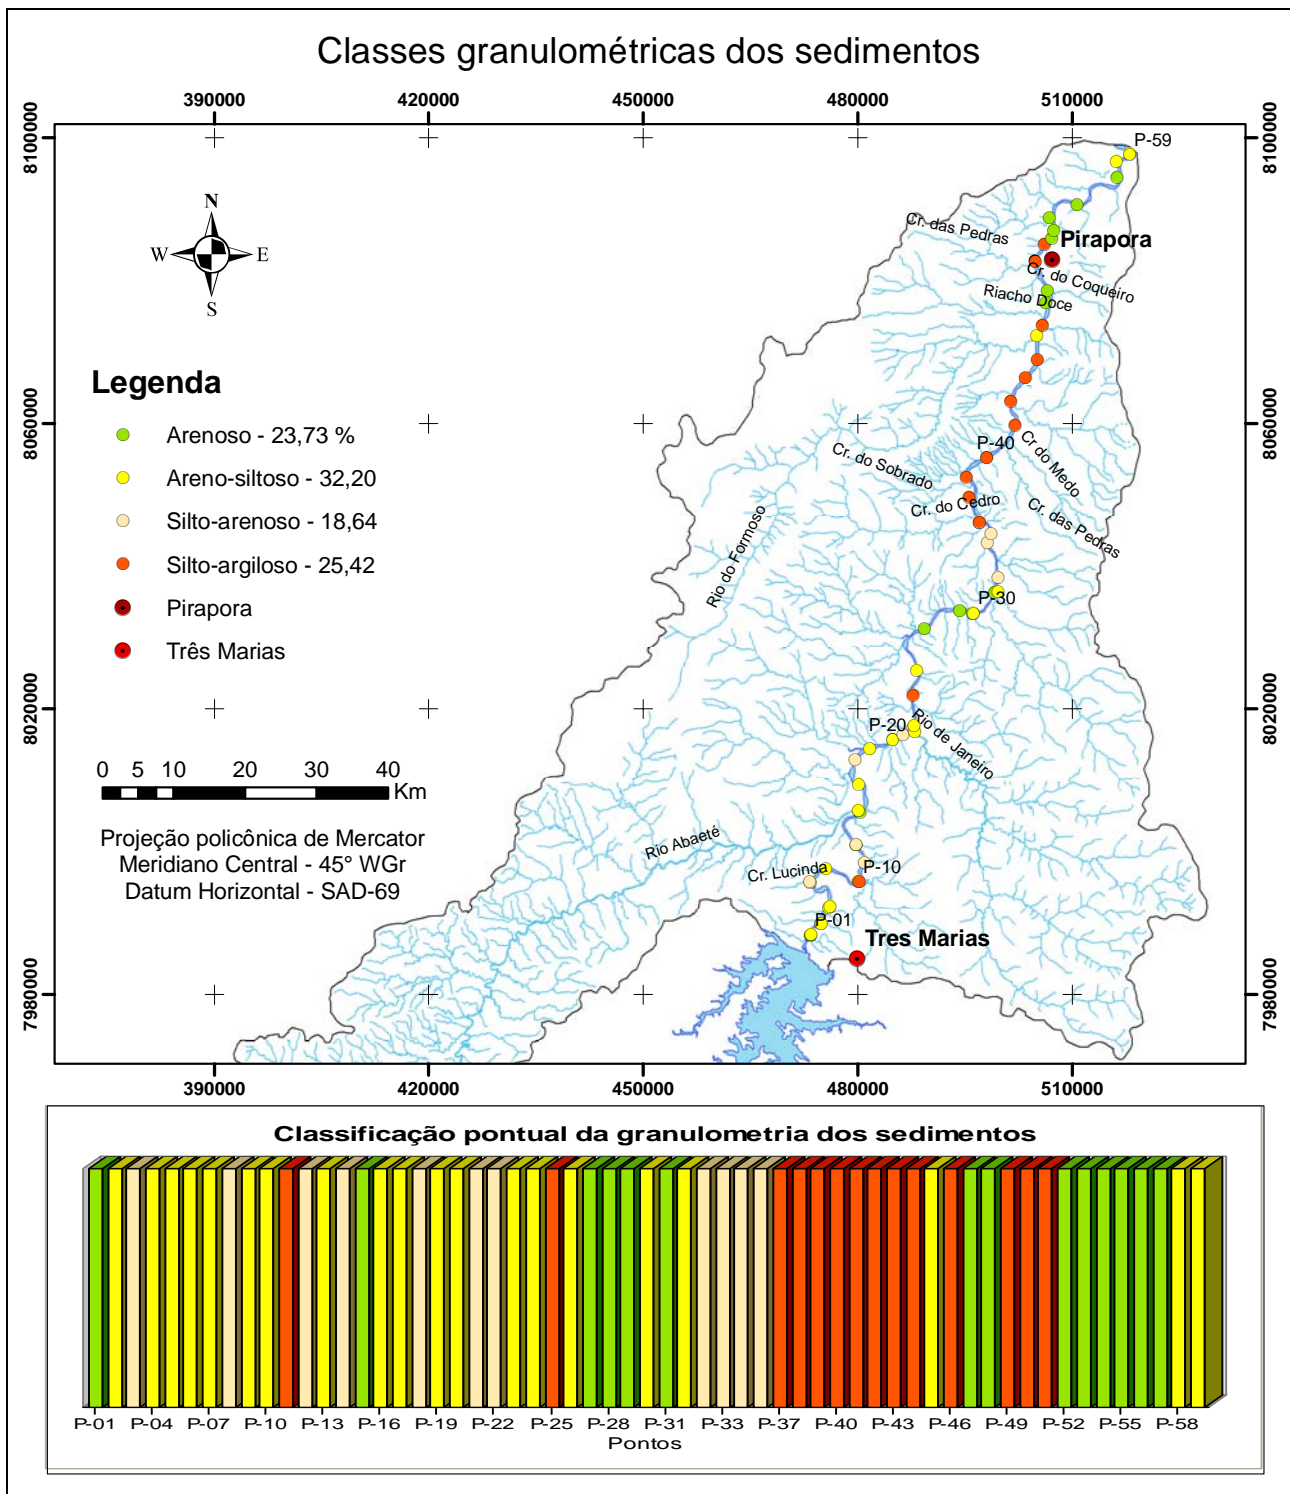 Classes granulométricas dos sedimentos
390000 420000 450000 480000 510000
8100000 8100000
P-59
N
W E
S
Cr. das Pedras
Pirapora
Cr. do Coqueiro
Riacho Doce
Legenda
Arenoso - 23,73 %
Areno-siltoso - 32,20
Silto-arenoso - 18,64
Silto-argiloso - 25,42
Pirapora
Três Marias
8060000 8060000
P-40
Cr do Medo
Cr. do Sobrado
Cr. do Cedro
Cr. das Pedras
Rio do Formoso
P-30
8020000 8020000
P-20
Rio de Janeiro
0 5 10 20 30 40
Km
Projeção policônica de Mercator
Meridiano Central - 45° WGr
Datum Horizontal - SAD-69
Rio Abaeté
Cr. Lucinda
P-10
P-01
Tres Marias
7980000 7980000
390000 420000 450000 480000 510000
Classificação pontual da granulometria dos sedimentos
P-01 P-04 P-07 P-10 P-13 P-16 P-19 P-22 P-25 P-28 P-31 P-33 P-37 P-40 P-43 P-46 P-49 P-52 P-55 P-58
Pontos